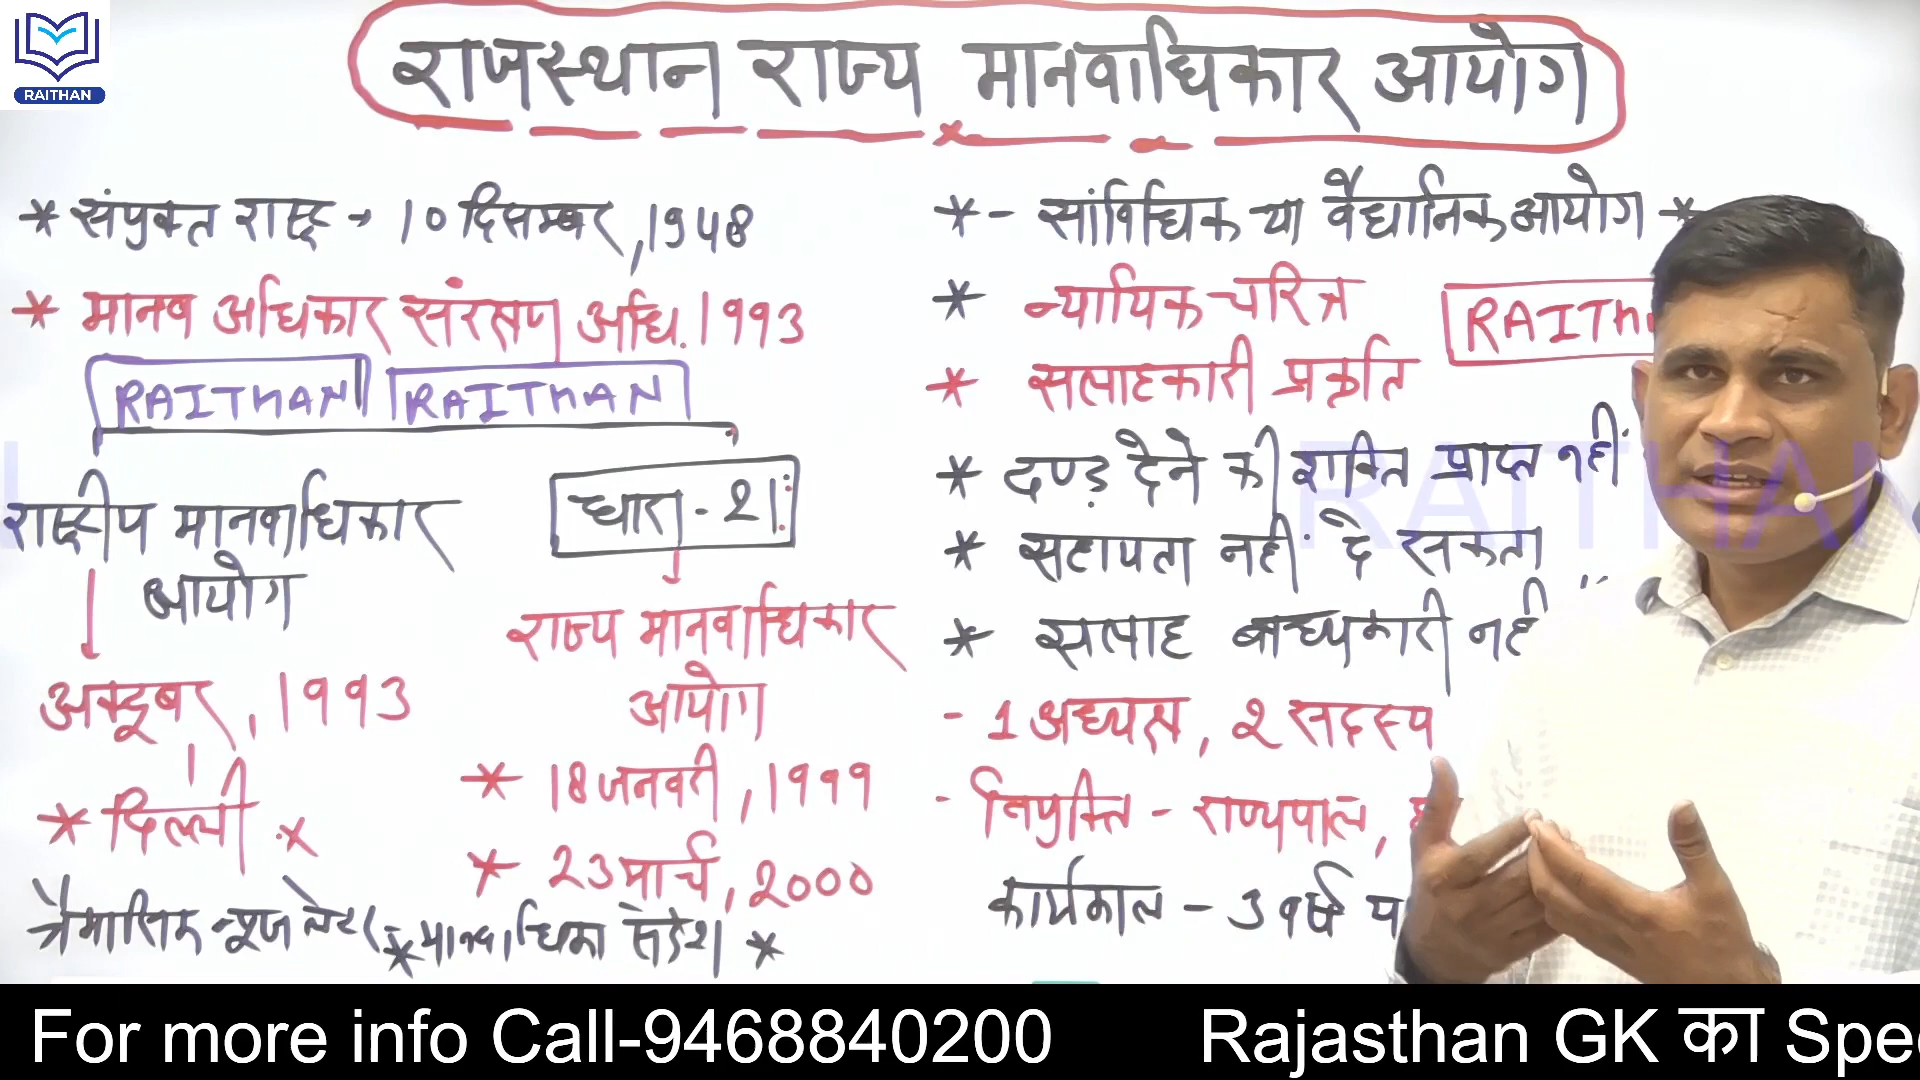 RAITHAN
राजस्थान राज्य मानवाधिकार आयोग
* संयुक्त राष्ट्र → 10 दिसम्बर, 1948
* मानव अधिकार संरक्षण अधि. 1993
RAITHAN RAITHAN
राष्ट्रीय मानवाधिकार
आयोग
अक्टूबर, 1993
* दिल्ली *
धारा - 21
राज्य मानवाधिकार
आयोग
* 18 जनवरी, 1999
* 23 मार्च, 2000
त्रैमासिक न्यूज लेटर * मानवाधिकार संदेश *
* - सांविधिक या वैधानिक आयोग *
* न्यायिक चरित्र
* सलाहकारी प्रकृति
RAITH
* दण्ड़ देने की शक्ति प्राप्त नहीं
RAITHAN
* सहायता नहीं दे सकता
* सलाह बाध्यकारी नहीं
- 1 अध्यक्ष, 2 सदस्य
- नियुक्ति - राज्यपाल,
कार्यकाल - 3 वर्ष
For more info Call-9468840200 Rajasthan GK का Spe